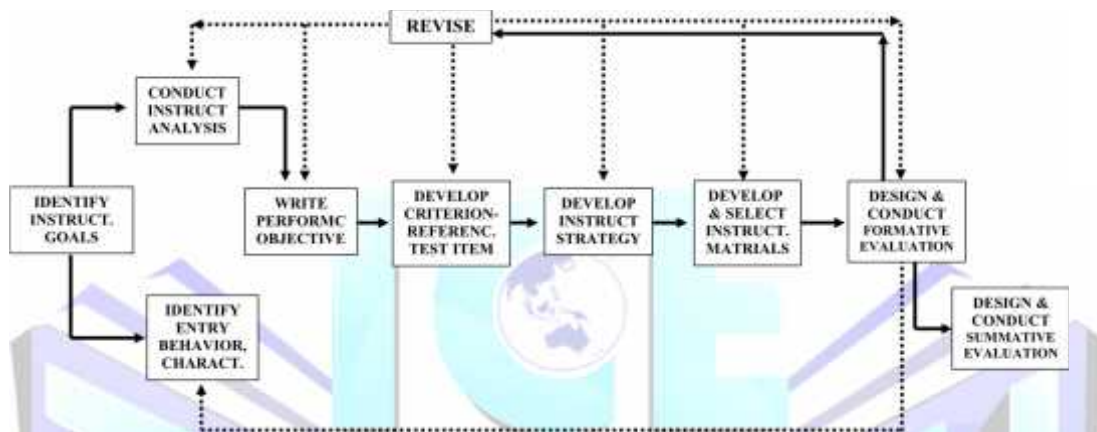 REVISE
CONDUCT
INSTRUCT
ANALYSIS
IDENTIFY
INSTRUCT.
GOALS
WRITE
PERFORMC
OBJECTIVE
DEVELOP
CRITERION-
REFERENC.
TEST ITEM
DEVELOP
INSTRUCT
STRATEGY
DEVELOP
& SELECT
INSTRUCT.
MATRIALS
DESIGN &
CONDUCT
FORMATIVE
EVALUATION
IDENTIFY
ENTRY
BEHAVIOR,
CHARACT.
DESIGN &
CONDUCT
SUMMATIVE
EVALUATION
ICE